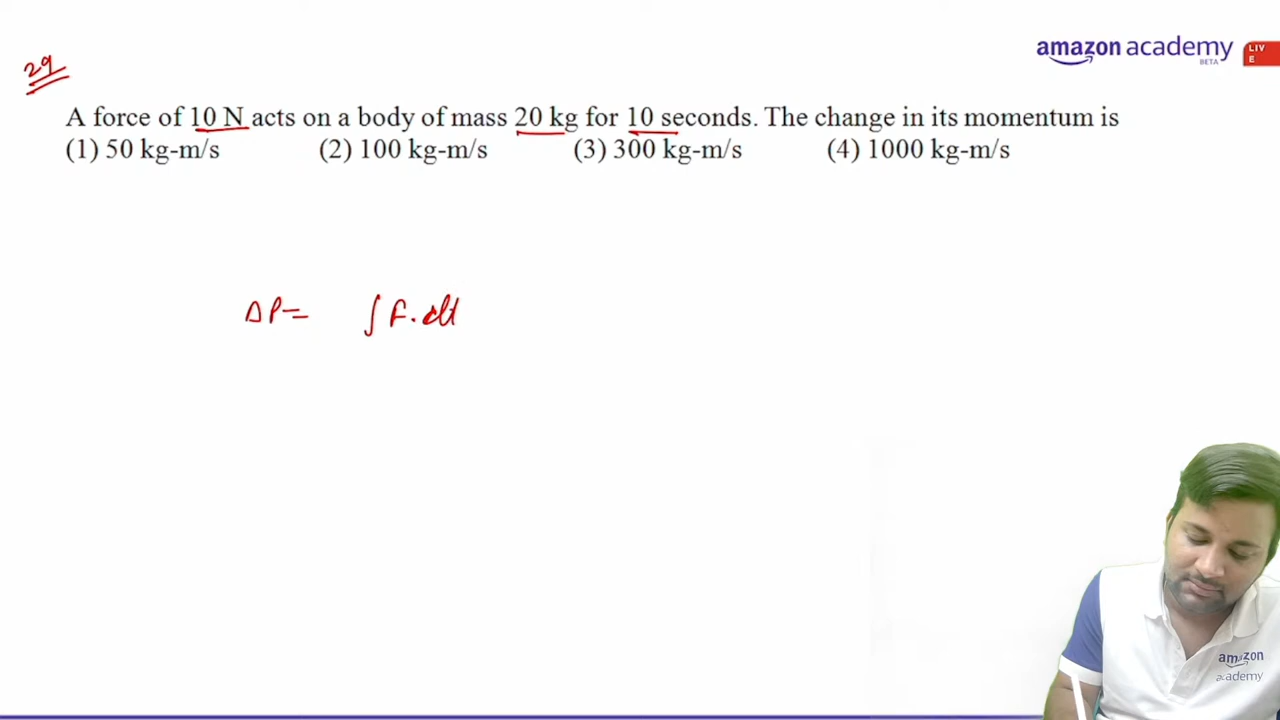 amazon academy
BETA
LIV
E
29
A force of 10 N acts on a body of mass 20 kg for 10 seconds. The change in its momentum is
(1) 50 kg-m/s (2) 100 kg-m/s (3) 300 kg-m/s (4) 1000 kg-m/s
ΔP= ∫F.dt
amazon
academy